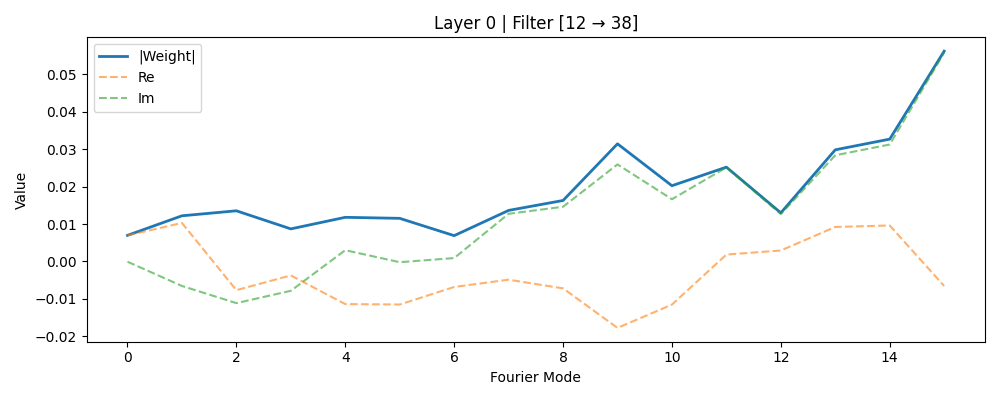 Layer 0 | Filter [12 → 38]
|Weight|
Re
Im
0.05
0.04
0.03
0.02
0.01
0.00
−0.01
−0.02
Value
0 2 4 6 8 10 12 14
Fourier Mode